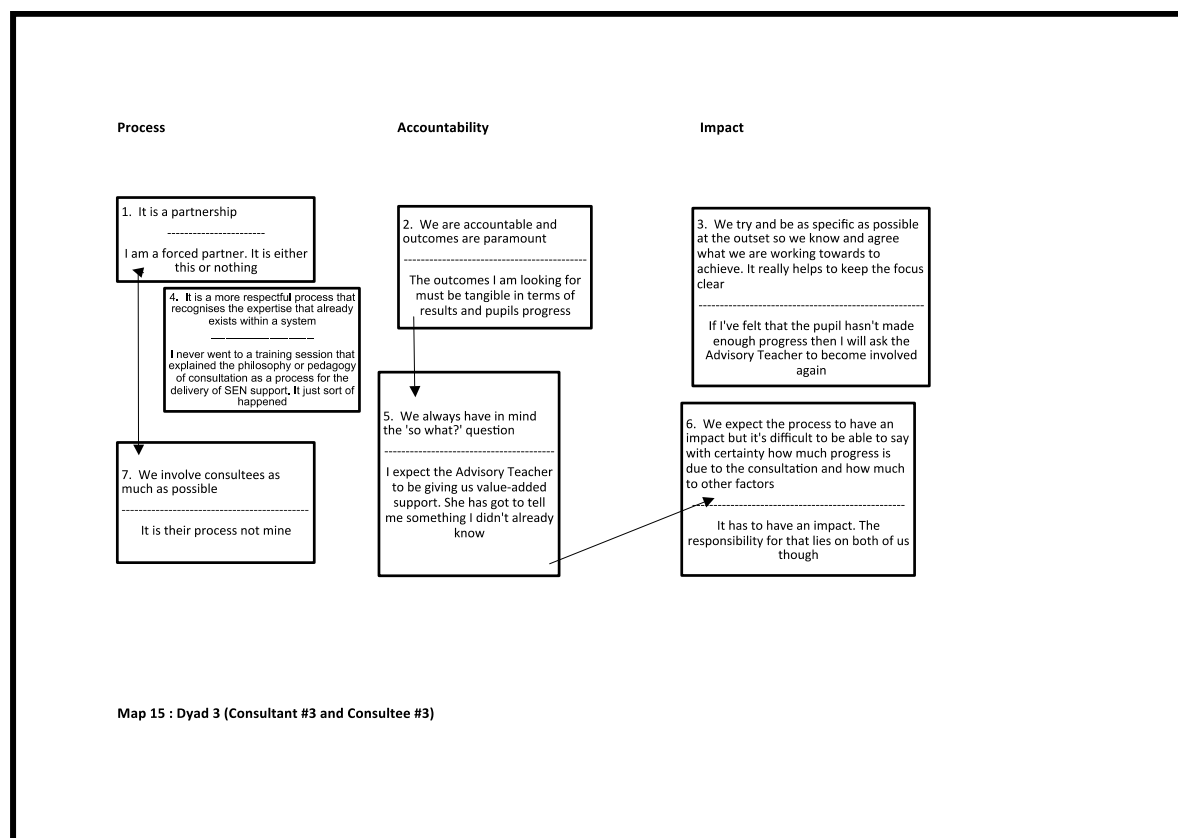 Process
Accountability
Impact
1.  It is a partnership
-----------------------
I am a forced partner. It is either
this or nothing
2.  We are accountable and
outcomes are paramount
-------------------------------------------
The outcomes I am looking for
must be tangible in terms of
results and pupils progress
3.  We try and be as specific as possible
at the outset so we know and agree
what we are working towards to
achieve. It really helps to keep the focus
clear
-----------------------------------------------------
If I've felt that the pupil hasn't made
enough progress then I will ask the
Advisory Teacher to become involved
again
4.  It is a more respectful process that
recognises the expertise that already
exists within a system
____________________
I never went to a training session that
explained the philosophy or pedagogy
of consultation as a process for the
delivery of SEN support. It just sort of
happened
5.  We always have in mind
the 'so what?' question
-------------------------------------------
I expect the Advisory Teacher
to be giving us value-added
support. She has got to tell
me something I didn't already
know
6.  We expect the process to have an
impact but it's difficult to be able to say
with certainty how much progress is
due to the consultation and how much
to other factors
--------------------------------------------------
It has to have an impact. The
responsibility for that lies on both of us
though
7.  We involve consultees as
much as possible
--------------------------------------------
It is their process not mine
Map 15 : Dyad 3 (Consultant #3 and Consultee #3)